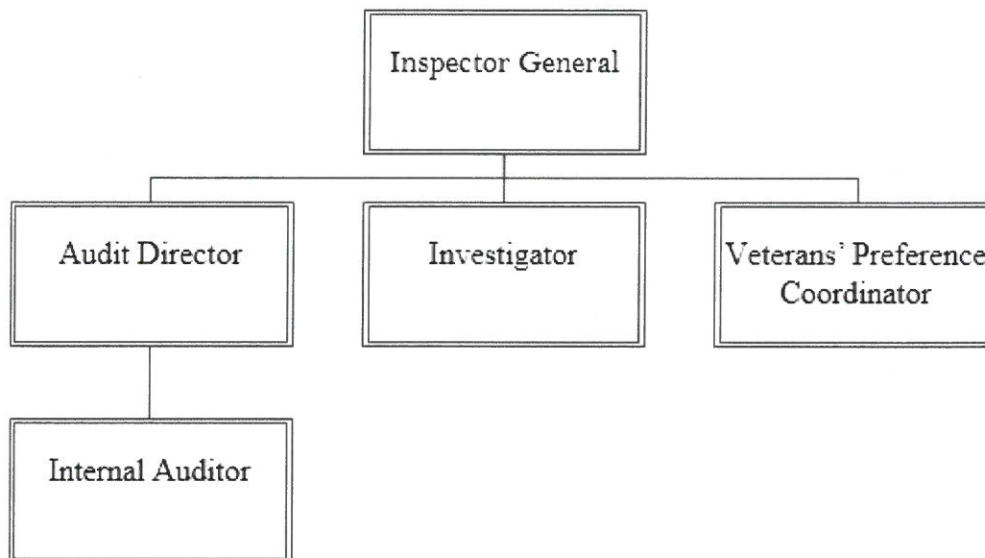 Inspector General
Audit Director
Investigator
Veterans’ Preference
Coordinator
Internal Auditor